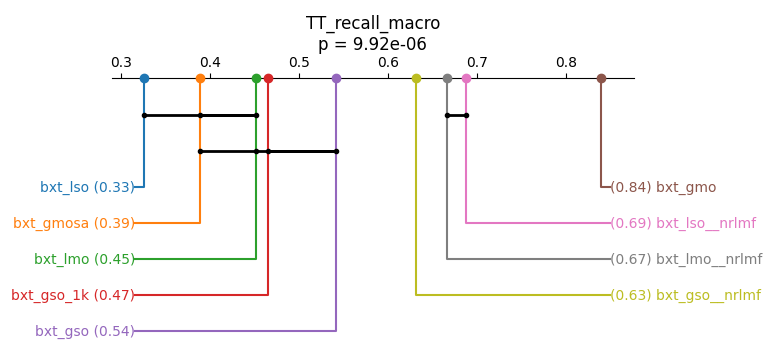 TT_recall_macro
p = 9.92e-06
0.3 0.4 0.5 0.6 0.7 0.8
bxt_lso (0.33) (0.84) bxt_gmo
bxt_gmosa (0.39) (0.69) bxt_lso__nrlmf
bxt_lmo (0.45) (0.67) bxt_lmo__nrlmf
bxt_gso_1k (0.47) (0.63) bxt_gso__nrlmf
bxt_gso (0.54)